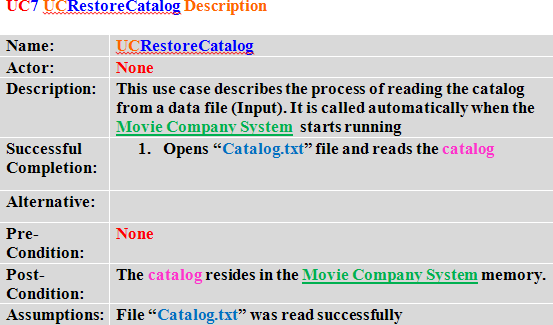 UC7 UCRestoreCatalog Description
Name: UCRestoreCatalog
Actor: None
Description: This use case describes the process of reading the catalog
from a data file (Input). It is called automatically when the
Movie Company System starts running
Successful 1. Opens “Catalog.txt” file and reads the catalog
Completion:
Alternative:
Pre- None
Condition:
Post- The catalog resides in the Movie Company System memory.
Condition:
Assumptions: File “Catalog.txt” was read successfully